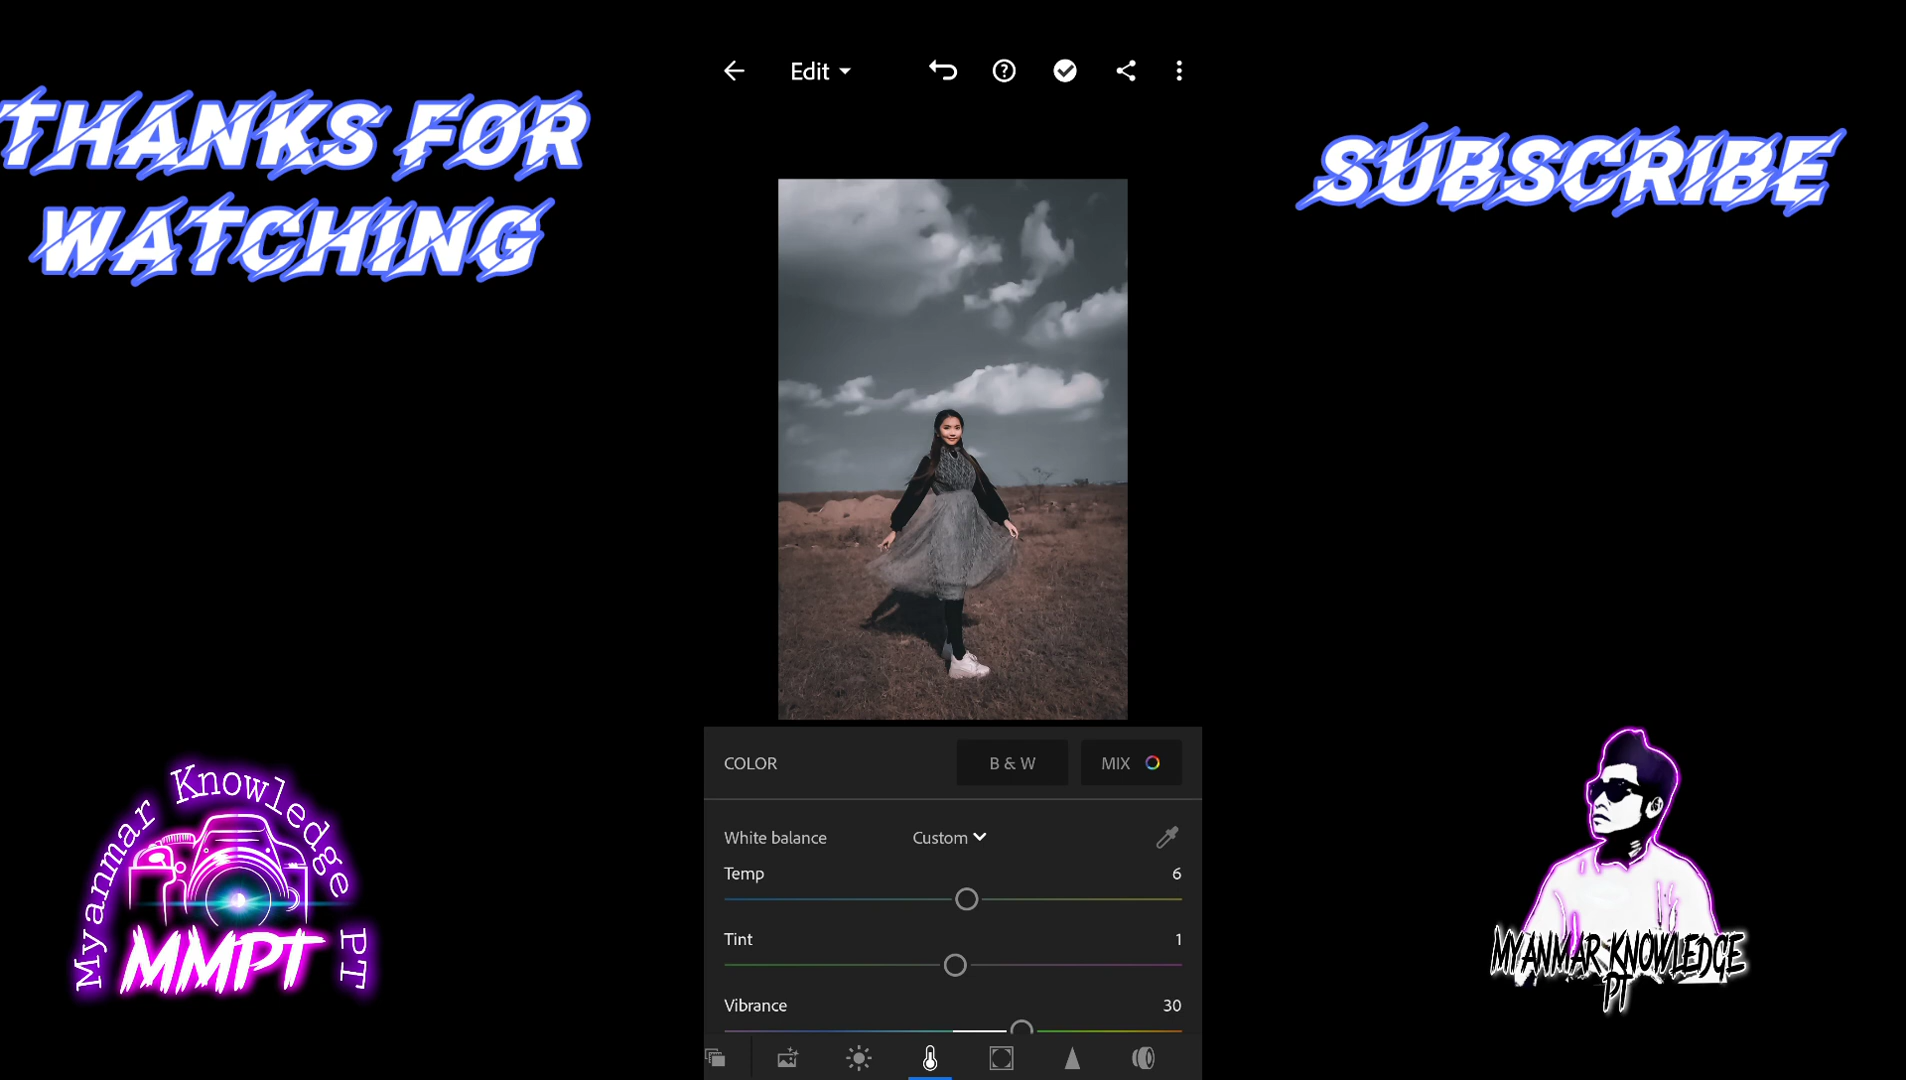 THANKS FOR
WATCHING
Edit
SUBSCRIBE
COLOR
B & W
MIX
White balance
Custom
Temp
6
Tint
1
Vibrance
30
Myanmar Knowledge PT
MMPT
MYANMAR KNOWLEDGE
PT